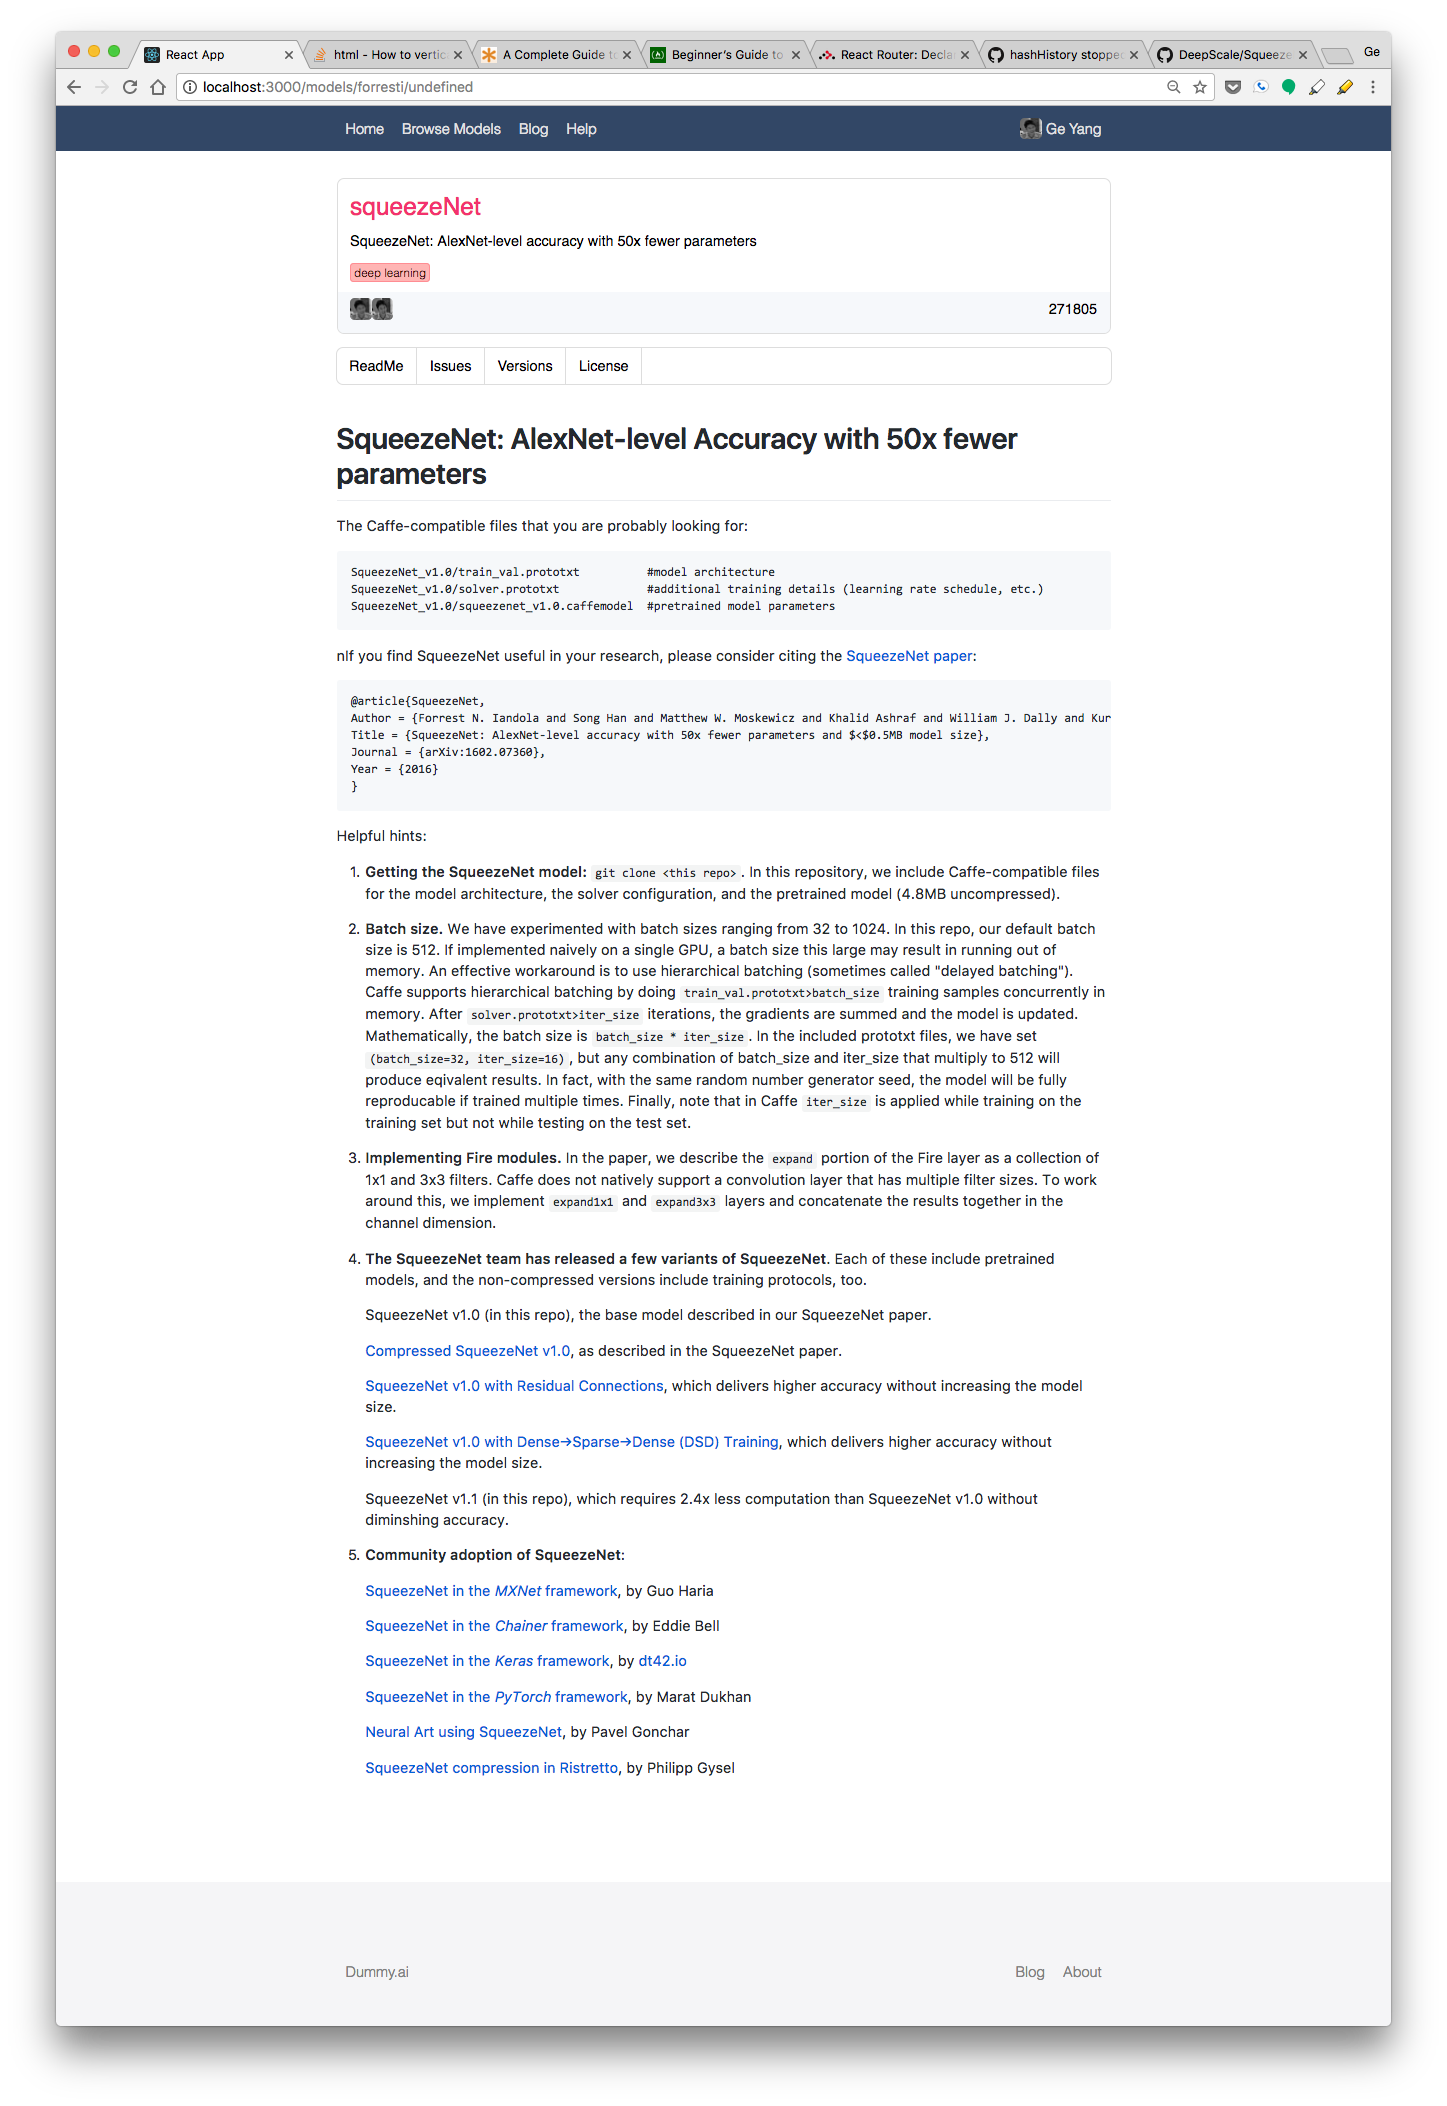 React App
html - How to vertic
A Complete Guide to
Beginner's Guide to
React Router: Decla
hashHistory stopped
DeepScale/Squeeze
Ge
localhost:3000/models/forresti/undefined
Home Browse Models Blog Help Ge Yang
squeezeNet
SqueezeNet: AlexNet-level accuracy with 50x fewer parameters
deep learning
271805
ReadMe Issues Versions License
SqueezeNet: AlexNet-level Accuracy with 50x fewer
parameters
The Caffe-compatible files that you are probably looking for:
SqueezeNet_v1.0/train_val.prototxt #model architecture
SqueezeNet_v1.0/solver.prototxt #additional training details (learning rate schedule, etc.)
SqueezeNet_v1.0/squeezenet_v1.0.caffemodel #pretrained model parameters
nIf you find SqueezeNet useful in your research, please consider citing the SqueezeNet paper:
@article{SqueezeNet,
Author = {Forrest N. Iandola and Song Han and Matthew W. Moskewicz and Khalid Ashraf and William J. Dally and Kur
Title = {SqueezeNet: AlexNet-level accuracy with 50x fewer parameters and $<$0.5MB model size},
Journal = {arXiv:1602.07360},
Year = {2016}
}
Helpful hints:
1. Getting the SqueezeNet model: git clone <this repo>. In this repository, we include Caffe-compatible files
for the model architecture, the solver configuration, and the pretrained model (4.8MB uncompressed).
2. Batch size. We have experimented with batch sizes ranging from 32 to 1024. In this repo, our default batch
size is 512. If implemented naively on a single GPU, a batch size this large may result in running out of
memory. An effective workaround is to use hierarchical batching (sometimes called "delayed batching").
Caffe supports hierarchical batching by doing train_val.prototxt>batch_size training samples concurrently in
memory. After solver.prototxt>iter_size iterations, the gradients are summed and the model is updated.
Mathematically, the batch size is batch_size * iter_size. In the included prototxt files, we have set
(batch_size=32, iter_size=16), but any combination of batch_size and iter_size that multiply to 512 will
produce eqivalent results. In fact, with the same random number generator seed, the model will be fully
reproducable if trained multiple times. Finally, note that in Caffe iter_size is applied while training on the
training set but not while testing on the test set.
3. Implementing Fire modules. In the paper, we describe the expand portion of the Fire layer as a collection of
1x1 and 3x3 filters. Caffe does not natively support a convolution layer that has multiple filter sizes. To work
around this, we implement expand1x1 and expand3x3 layers and concatenate the results together in the
channel dimension.
4. The SqueezeNet team has released a few variants of SqueezeNet. Each of these include pretrained
models, and the non-compressed versions include training protocols, too.
SqueezeNet v1.0 (in this repo), the base model described in our SqueezeNet paper.
Compressed SqueezeNet v1.0, as described in the SqueezeNet paper.
SqueezeNet v1.0 with Residual Connections, which delivers higher accuracy without increasing the model
size.
SqueezeNet v1.0 with Dense→Sparse→Dense (DSD) Training, which delivers higher accuracy without
increasing the model size.
SqueezeNet v1.1 (in this repo), which requires 2.4x less computation than SqueezeNet v1.0 without
diminshing accuracy.
5. Community adoption of SqueezeNet:
SqueezeNet in the MXNet framework, by Guo Haria
SqueezeNet in the Chainer framework, by Eddie Bell
SqueezeNet in the Keras framework, by dt42.io
SqueezeNet in the PyTorch framework, by Marat Dukhan
Neural Art using SqueezeNet, by Pavel Gonchar
SqueezeNet compression in Ristretto, by Philipp Gysel
Dummy.ai Blog About